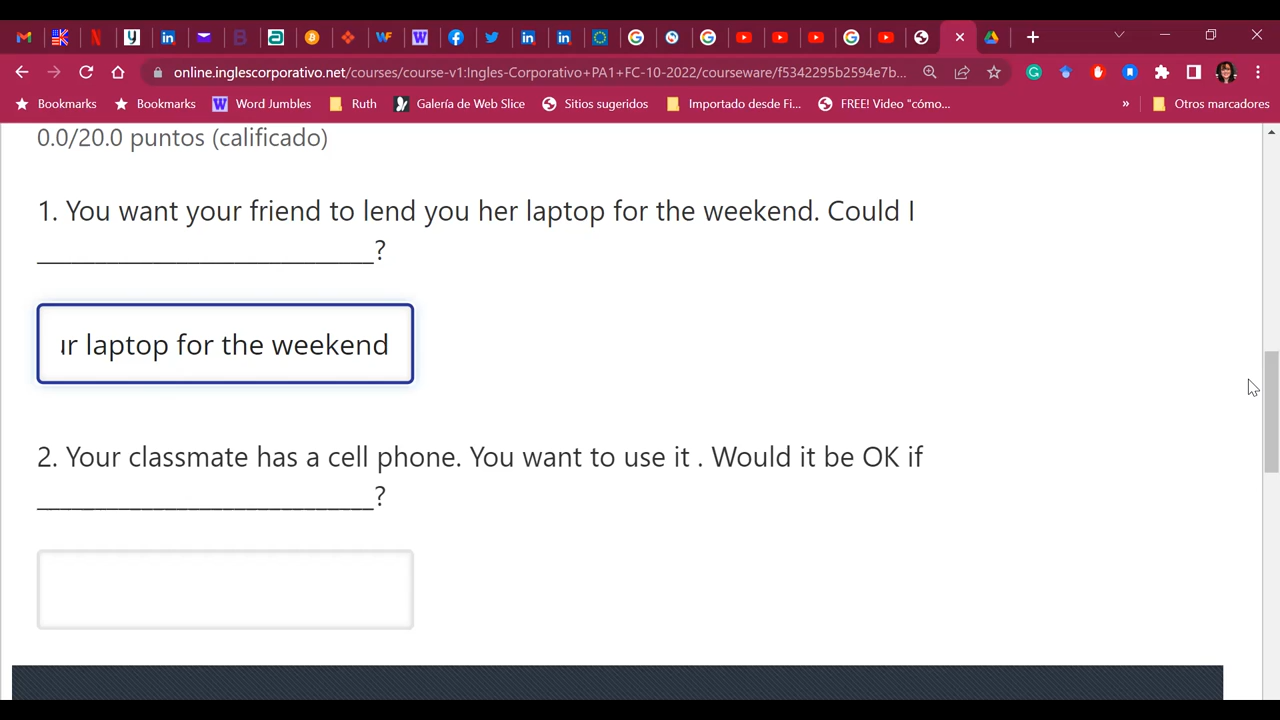 online.inglescorporativo.net/courses/course-v1:Ingles-Corporativo+PA1+FC-10-2022/courseware/f5342295b2594e7b...
Bookmarks Bookmarks Word Jumbles Ruth Galería de Web Slice Sitios sugeridos Importado desde Fi... FREE! Video "cómo... » Otros marcadores
0.0/20.0 puntos (calificado)
1. You want your friend to lend you her laptop for the weekend. Could I
____________________________?
ur laptop for the weekend
2. Your classmate has a cell phone. You want to use it . Would it be OK if
____________________________?